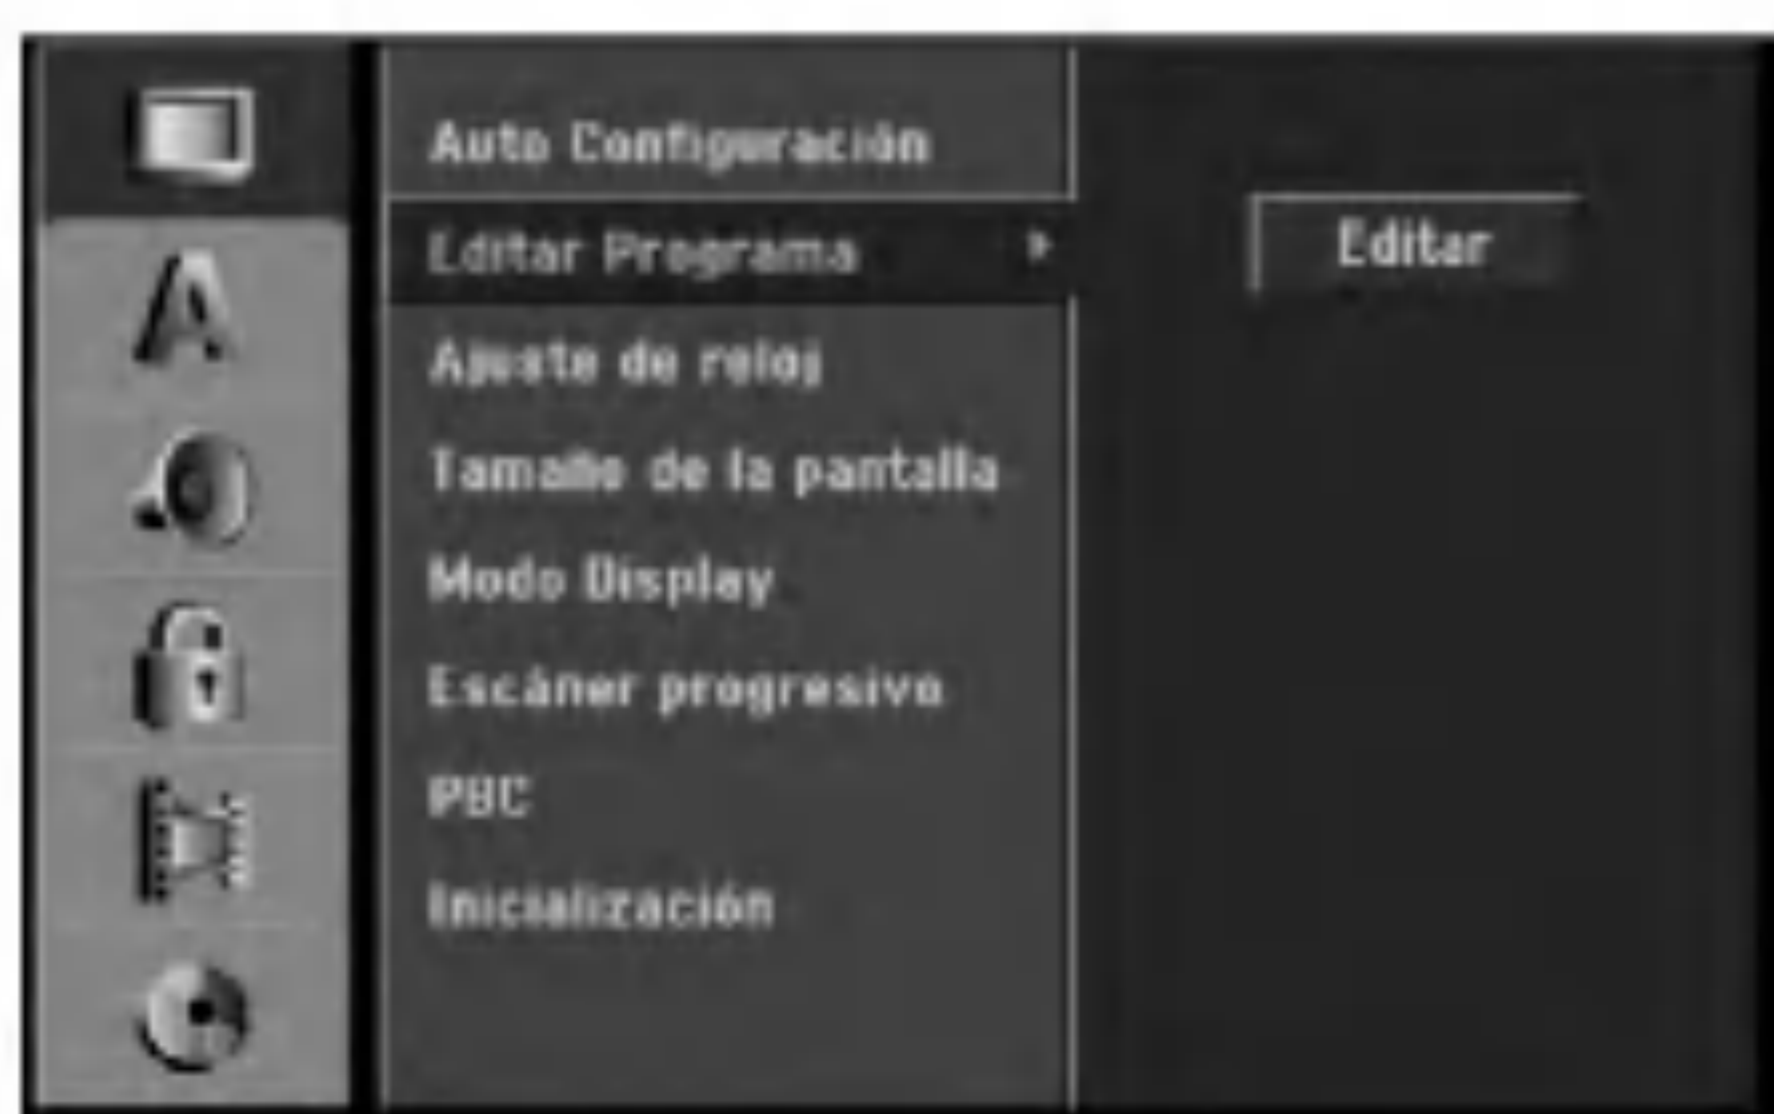 Auto Configuración
Editar Programa
Editar
Ajuste de reloj
Tamaño de la pantalla
Modo Display
Escáner progresivo
PBC
Inicialización